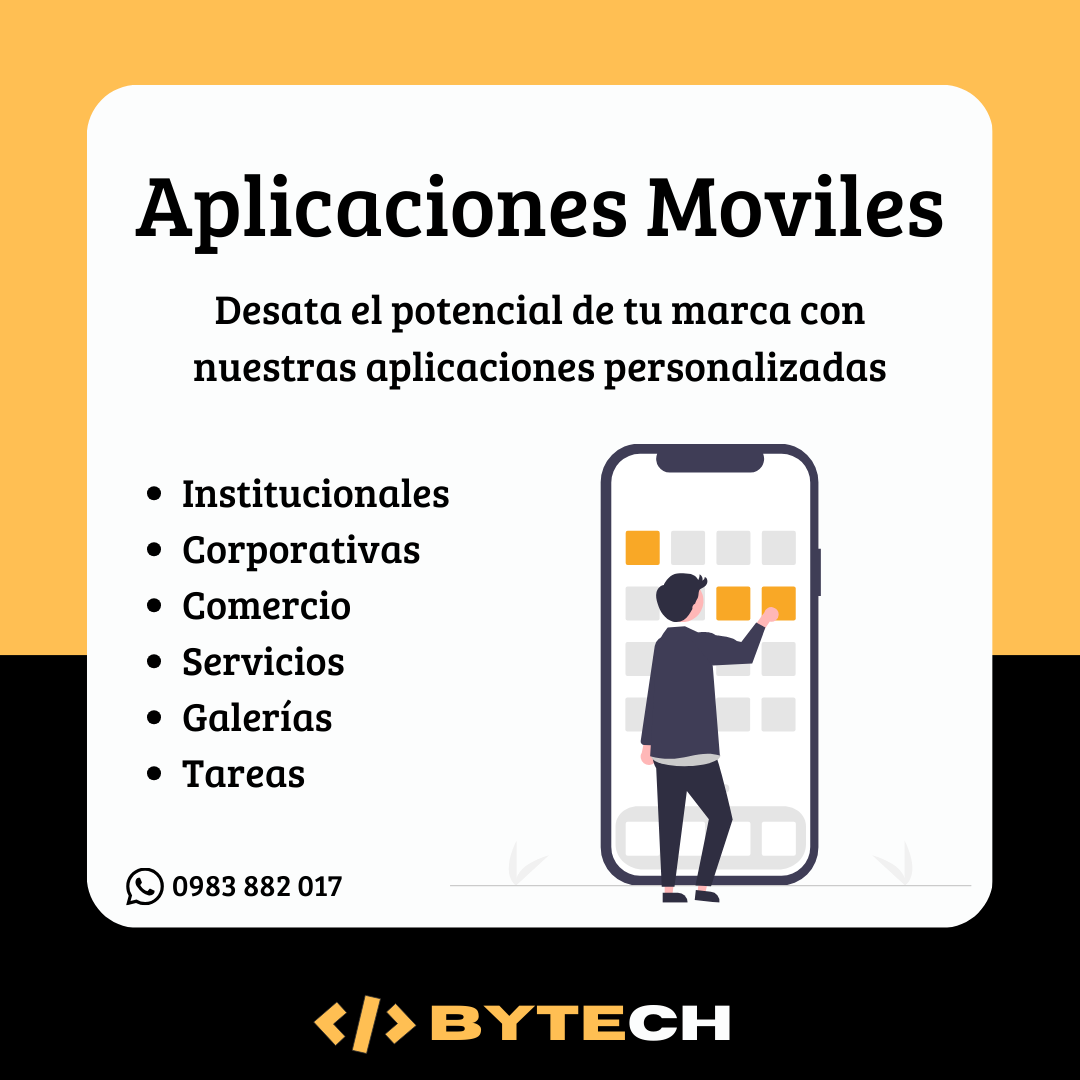 Aplicaciones Moviles
Desata el potencial de tu marca con
nuestras aplicaciones personalizadas
• Institucionales
• Corporativas
• Comercio
• Servicios
• Galerías
• Tareas
0983 882 017
</> BYTECH